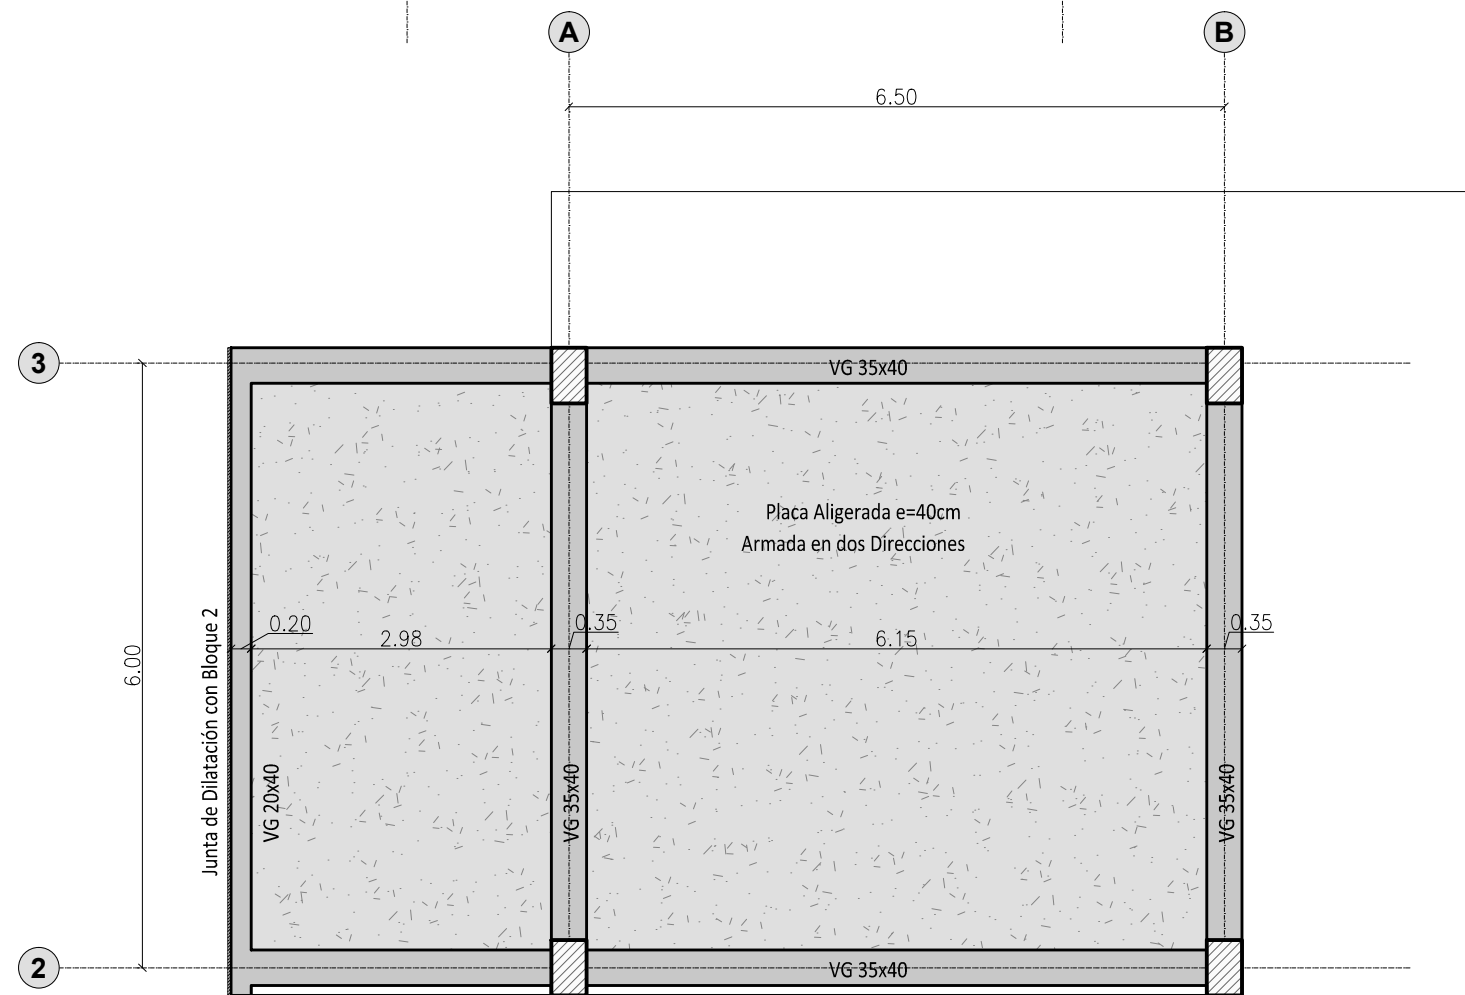 A
B
6.50
3
VG 35x40
Placa Aligerada e=40cm
Armada en dos Direcciones
0.20
2.98
0.35
6.15
0.35
6.00
Junta de Dilatación con Bloque 2
VG 20x40
VG 35x40
VG 35x40
2
VG 35x40